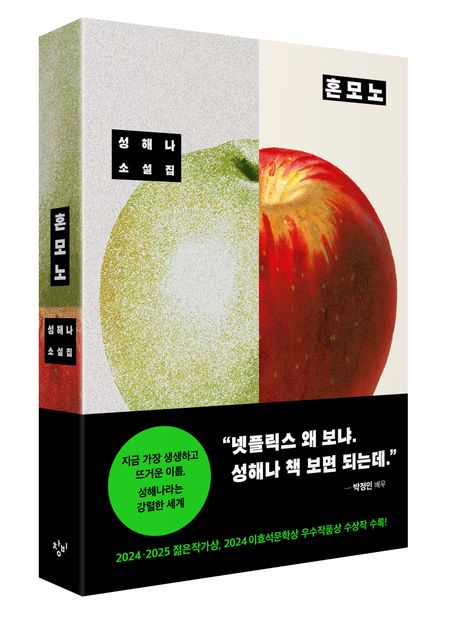 혼모노
성해나
소설집
혼모노
성해나
소설집
지금 가장 생생하고
뜨거운 이름,
성해나라는
강렬한 세계
“넷플릭스 왜 보냐.
성해나 책 보면 되는데.”
— 박정민 배우
2024·2025 젊은작가상, 2024 이효석문학상 우수작품상 수상작 수록!
창비